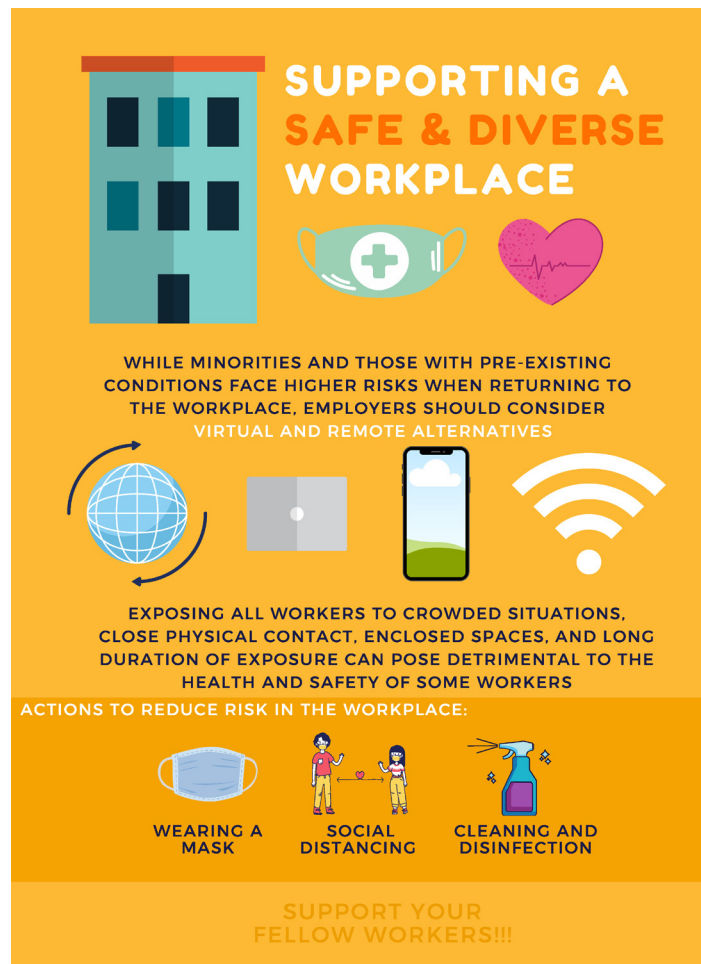 SUPPORTING A
SAFE & DIVERSE
WORKPLACE
WHILE MINORITIES AND THOSE WITH PRE-EXISTING
CONDITIONS FACE HIGHER RISKS WHEN RETURNING TO
THE WORKPLACE, EMPLOYERS SHOULD CONSIDER
VIRTUAL AND REMOTE ALTERNATIVES
EXPOSING ALL WORKERS TO CROWDED SITUATIONS,
CLOSE PHYSICAL CONTACT, ENCLOSED SPACES, AND LONG
DURATION OF EXPOSURE CAN POSE DETRIMENTAL TO THE
HEALTH AND SAFETY OF SOME WORKERS
ACTIONS TO REDUCE RISK IN THE WORKPLACE:
WEARING A
MASK
SOCIAL
DISTANCING
CLEANING AND
DISINFECTION
SUPPORT YOUR
FELLOW WORKERS!!!